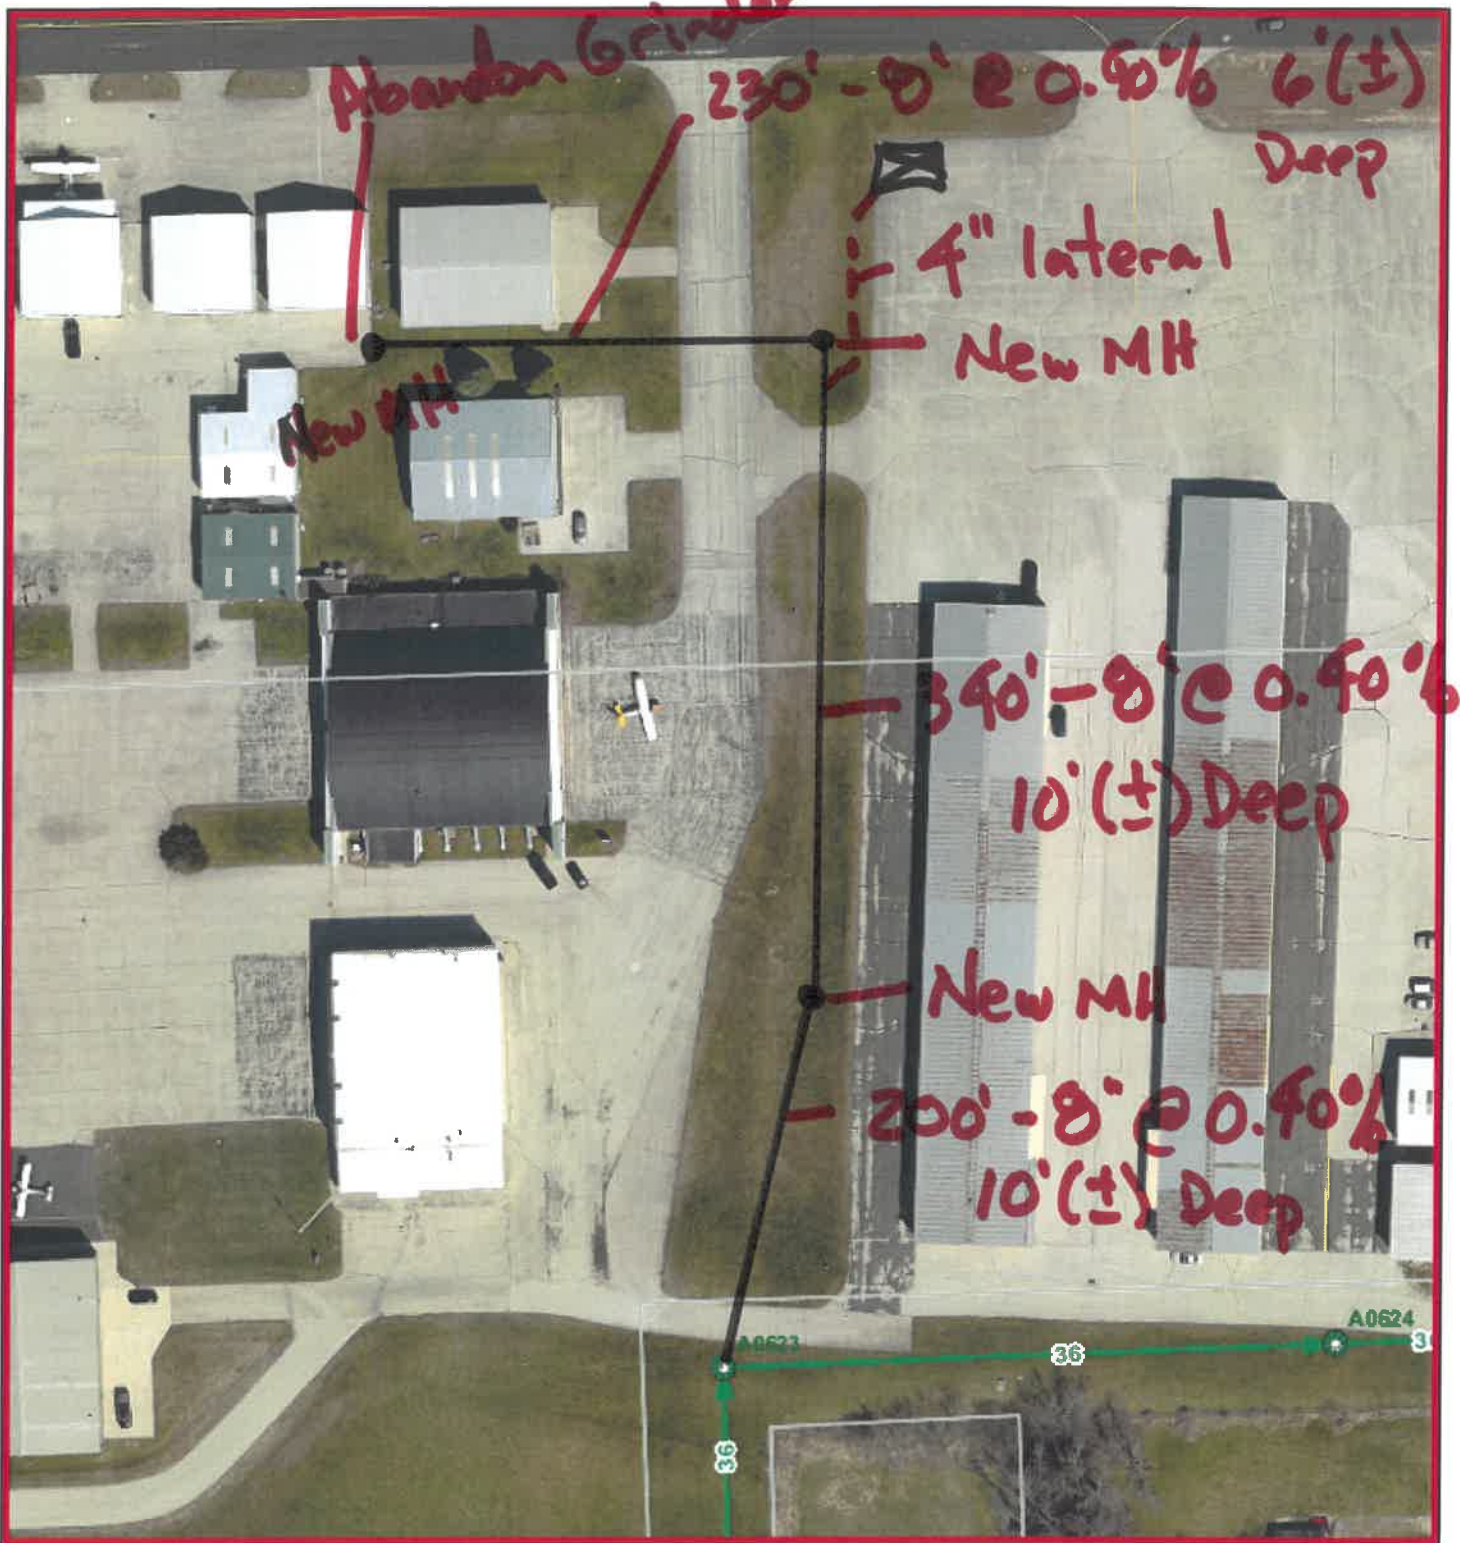 Abandon Grinder
230' - 8' @ 0.40% 6'(±)
Deep
4" lateral
New MH
New MH
340' - 8' @ 0.40%
10'(±) Deep
New MH
200' - 8" @ 0.40%
10'(±) Deep
A0624
A0623
36
36